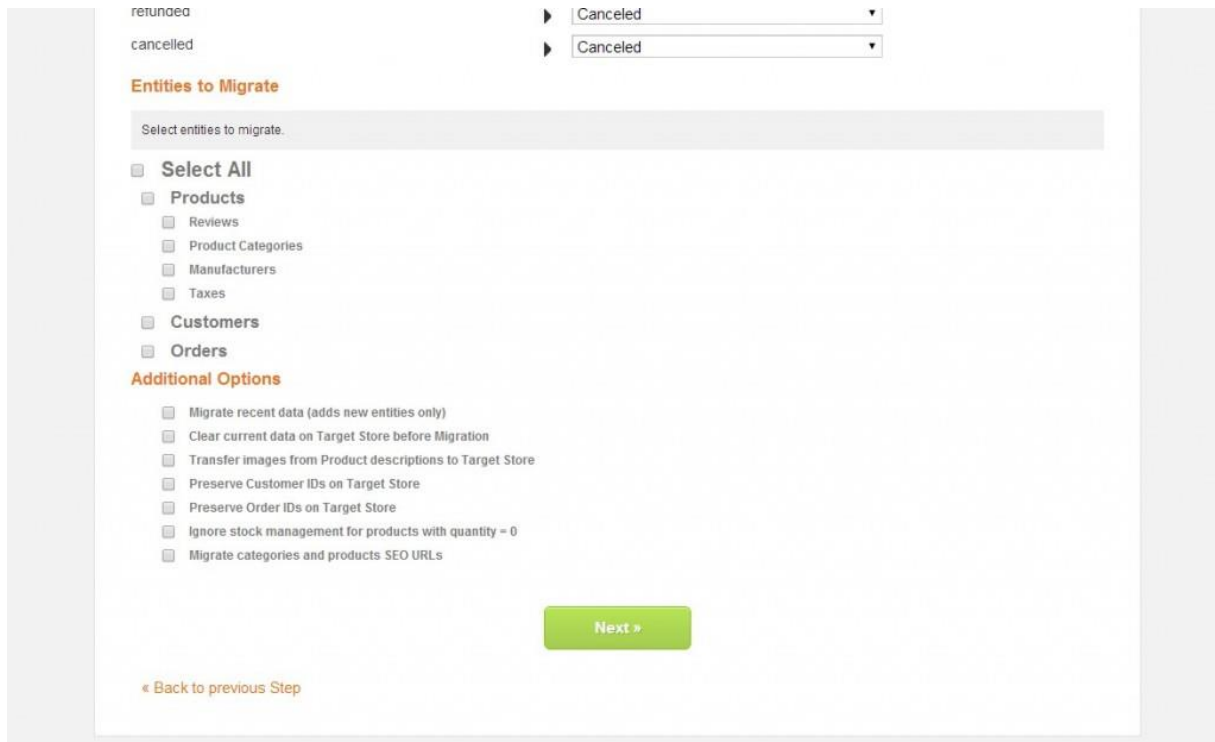 refunded Canceled
cancelled Canceled
Entities to Migrate
Select entities to migrate.
Select All
Products
Reviews
Product Categories
Manufacturers
Taxes
Customers
Orders
Additional Options
Migrate recent data (adds new entities only)
Clear current data on Target Store before Migration
Transfer images from Product descriptions to Target Store
Preserve Customer IDs on Target Store
Preserve Order IDs on Target Store
Ignore stock management for products with quantity = 0
Migrate categories and products SEO URLs
Next »
« Back to previous Step